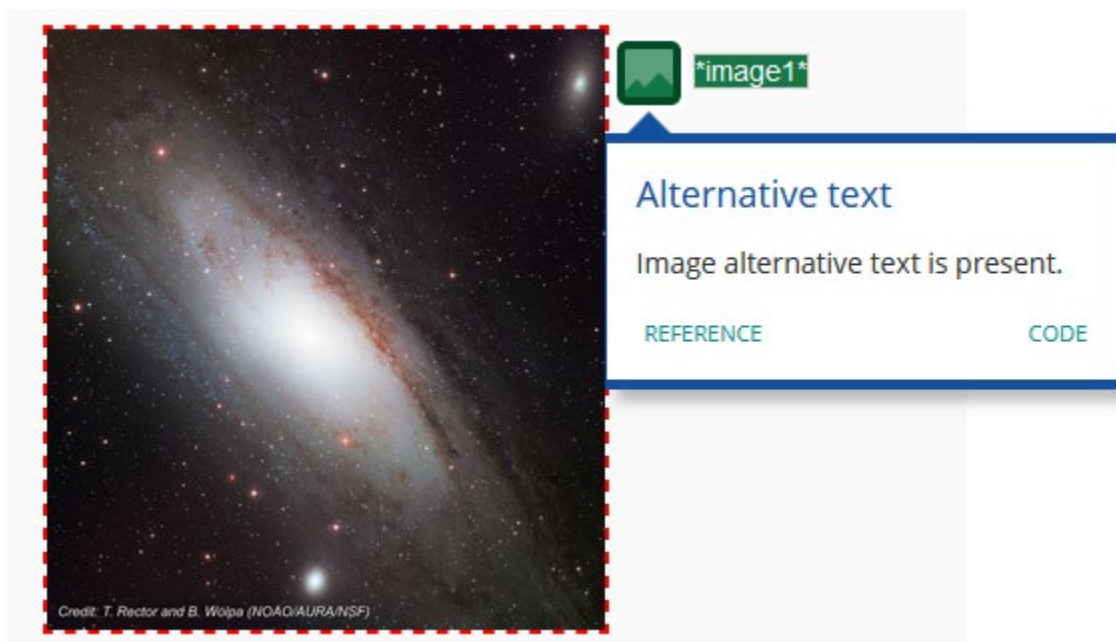 *image1*
Alternative text
Image alternative text is present.
REFERENCE
CODE
Credit: T. Rector and B. Wolpa (NOAO/AURA/NSF)